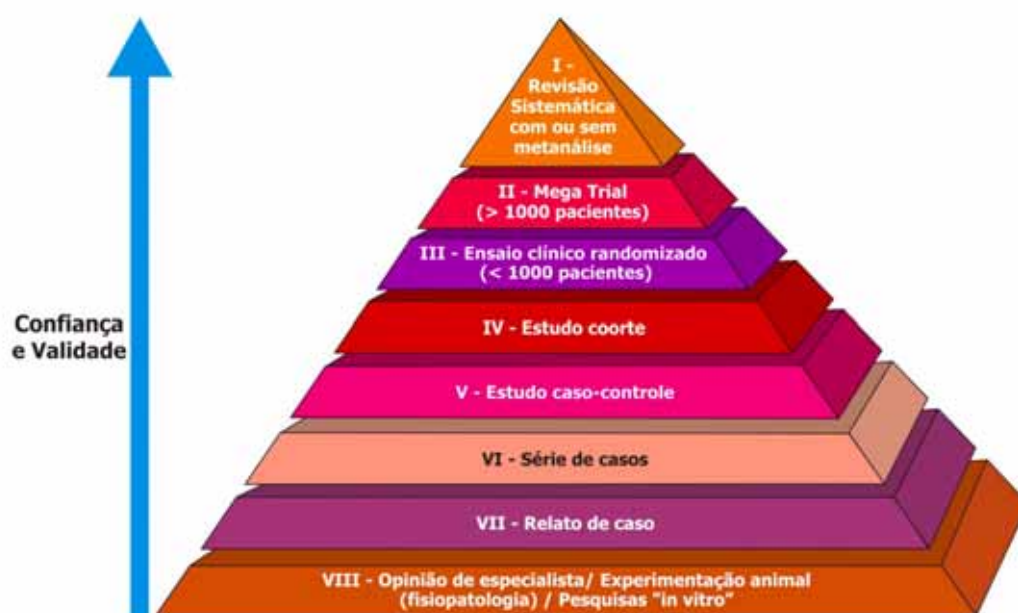 I -
Revisão
Sistemática
com ou sem
metanálise
II - Mega Trial
(> 1000 pacientes)
III - Ensaio clínico randomizado
(< 1000 pacientes)
IV - Estudo coorte
Confiança
e Validade
V - Estudo caso-controle
VI - Série de casos
VII - Relato de caso
VIII - Opinião de especialista/ Experimentação animal
(fisiopatologia) / Pesquisas "in vitro"